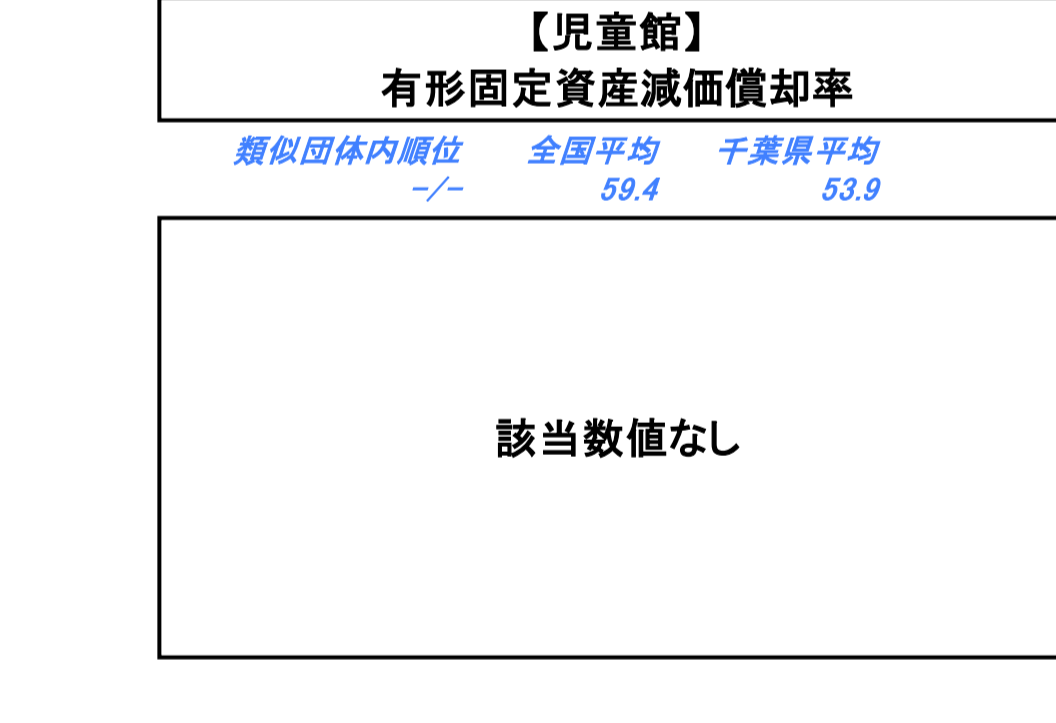 【児童館】
有形固定資産減価償却率
類似団体内順位 全国平均 千葉県平均
-/- 59.4 53.9
該当数値なし